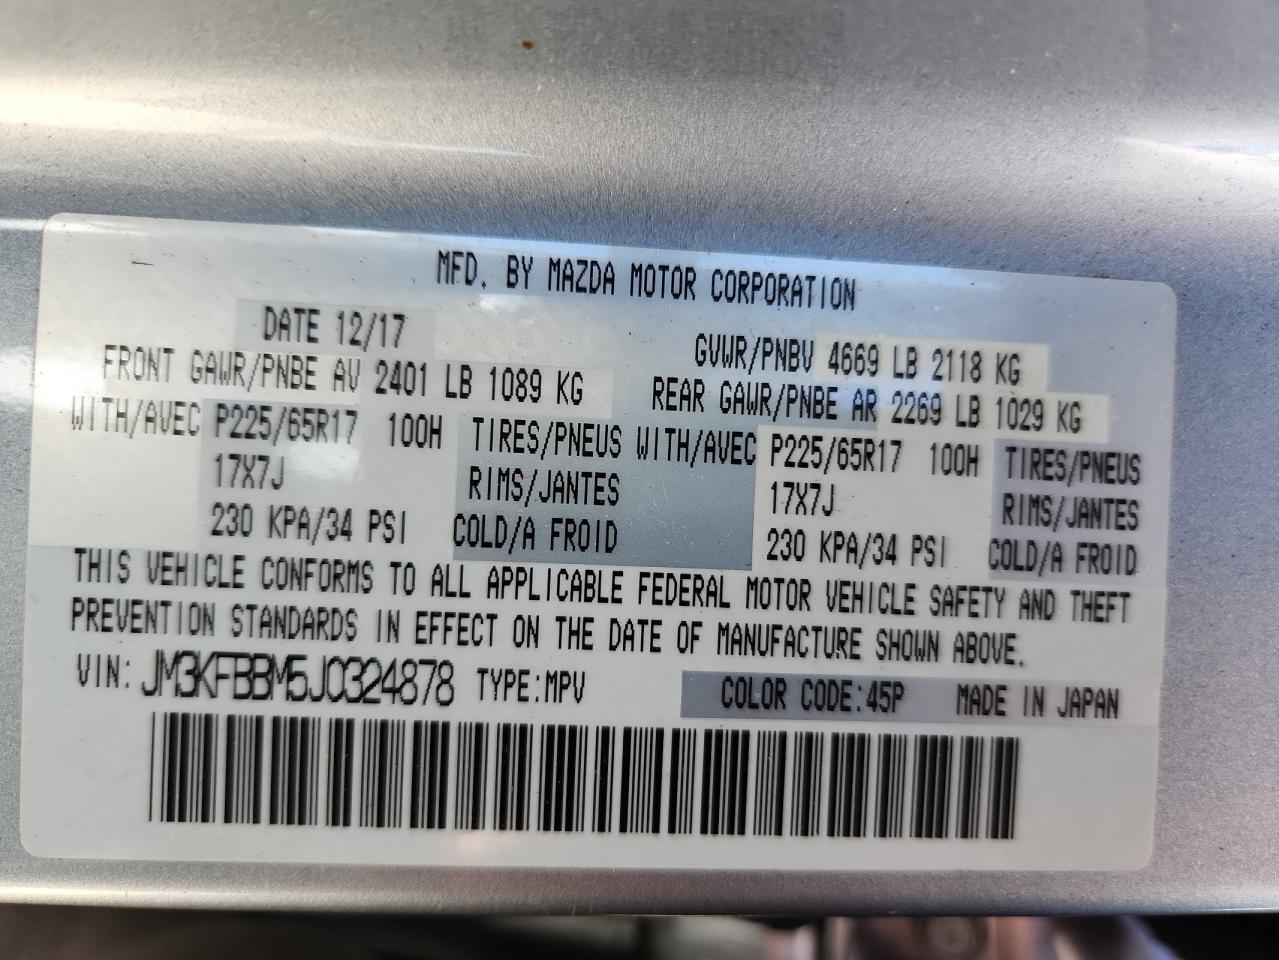 MFD. BY MAZDA MOTOR CORPORATION
DATE 12/17 GVWR/PNBV 4669 LB 2118 KG
FRONT GAWR/PNBE AV 2401 LB 1089 KG REAR GAWR/PNBE AR 2269 LB 1029 KG
WITH/AVEC P225/65R17 100H TIRES/PNEUS WITH/AVEC P225/65R17 100H TIRES/PNEUS
17X7J RIMS/JANTES 17X7J RIMS/JANTES
230 KPA/34 PSI COLD/A FROID 230 KPA/34 PSI COLD/A FROID
THIS VEHICLE CONFORMS TO ALL APPLICABLE FEDERAL MOTOR VEHICLE SAFETY AND THEFT
PREVENTION STANDARDS IN EFFECT ON THE DATE OF MANUFACTURE SHOWN ABOVE.
VIN: JM3KFBBM5J0324878 TYPE:MPV COLOR CODE:45P MADE IN JAPAN